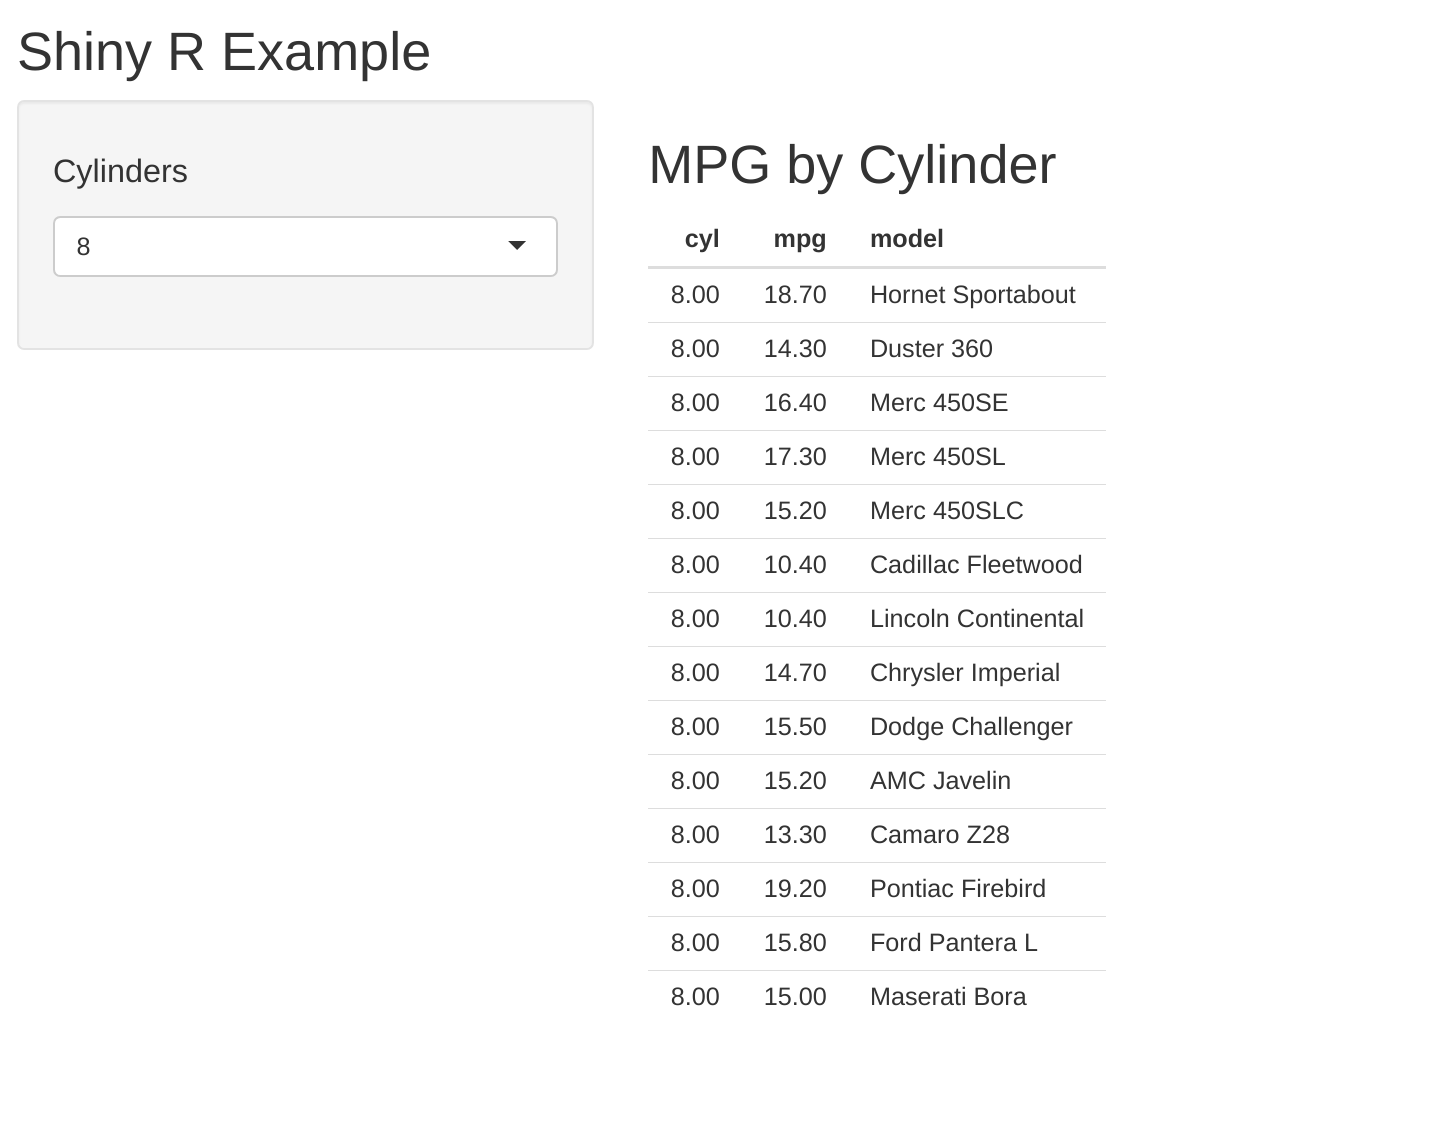 Shiny R Example
Cylinders
8
MPG by Cylinder
cyl mpg model
8.00 18.70 Hornet Sportabout
8.00 14.30 Duster 360
8.00 16.40 Merc 450SE
8.00 17.30 Merc 450SL
8.00 15.20 Merc 450SLC
8.00 10.40 Cadillac Fleetwood
8.00 10.40 Lincoln Continental
8.00 14.70 Chrysler Imperial
8.00 15.50 Dodge Challenger
8.00 15.20 AMC Javelin
8.00 13.30 Camaro Z28
8.00 19.20 Pontiac Firebird
8.00 15.80 Ford Pantera L
8.00 15.00 Maserati Bora